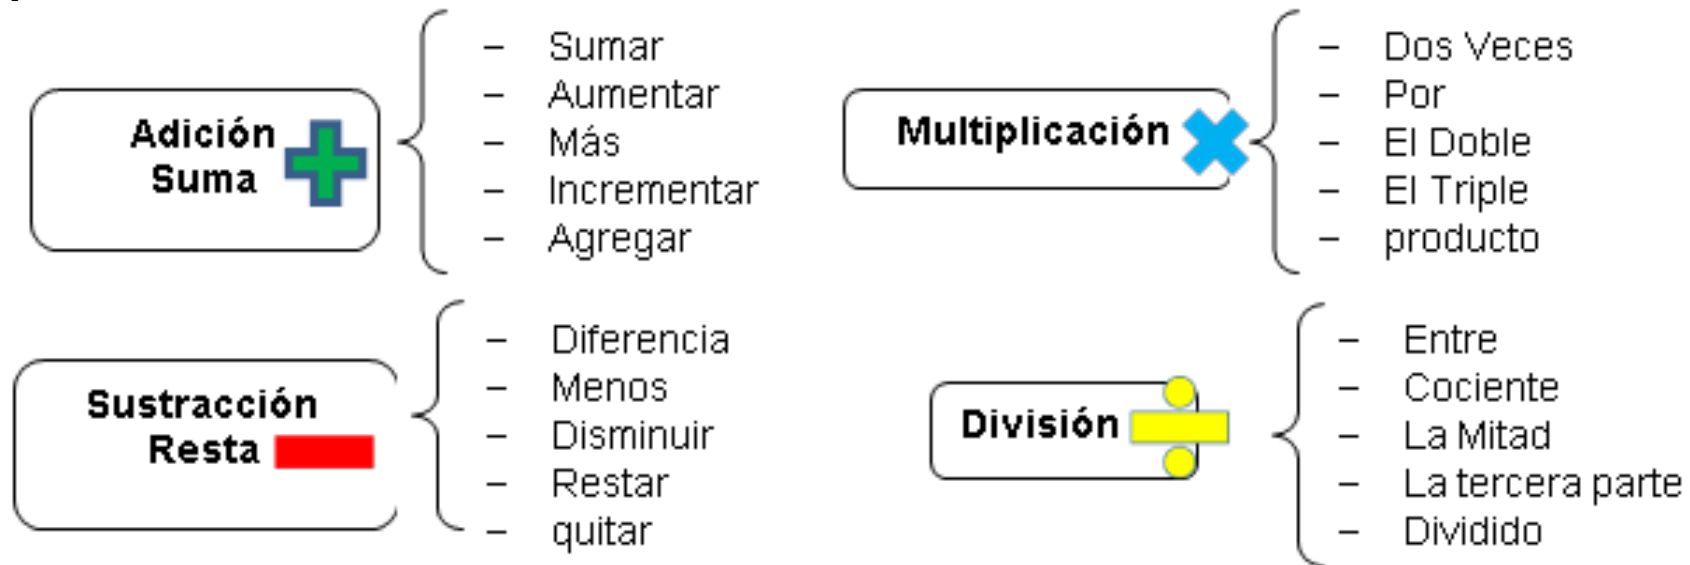 Adición
Suma
– Sumar
– Aumentar
– Más
– Incrementar
– Agregar
Multiplicación
– Dos Veces
– Por
– El Doble
– El Triple
– producto
Sustracción
Resta
– Diferencia
– Menos
– Disminuir
– Restar
– quitar
División
– Entre
– Cociente
– La Mitad
– La tercera parte
– Dividido